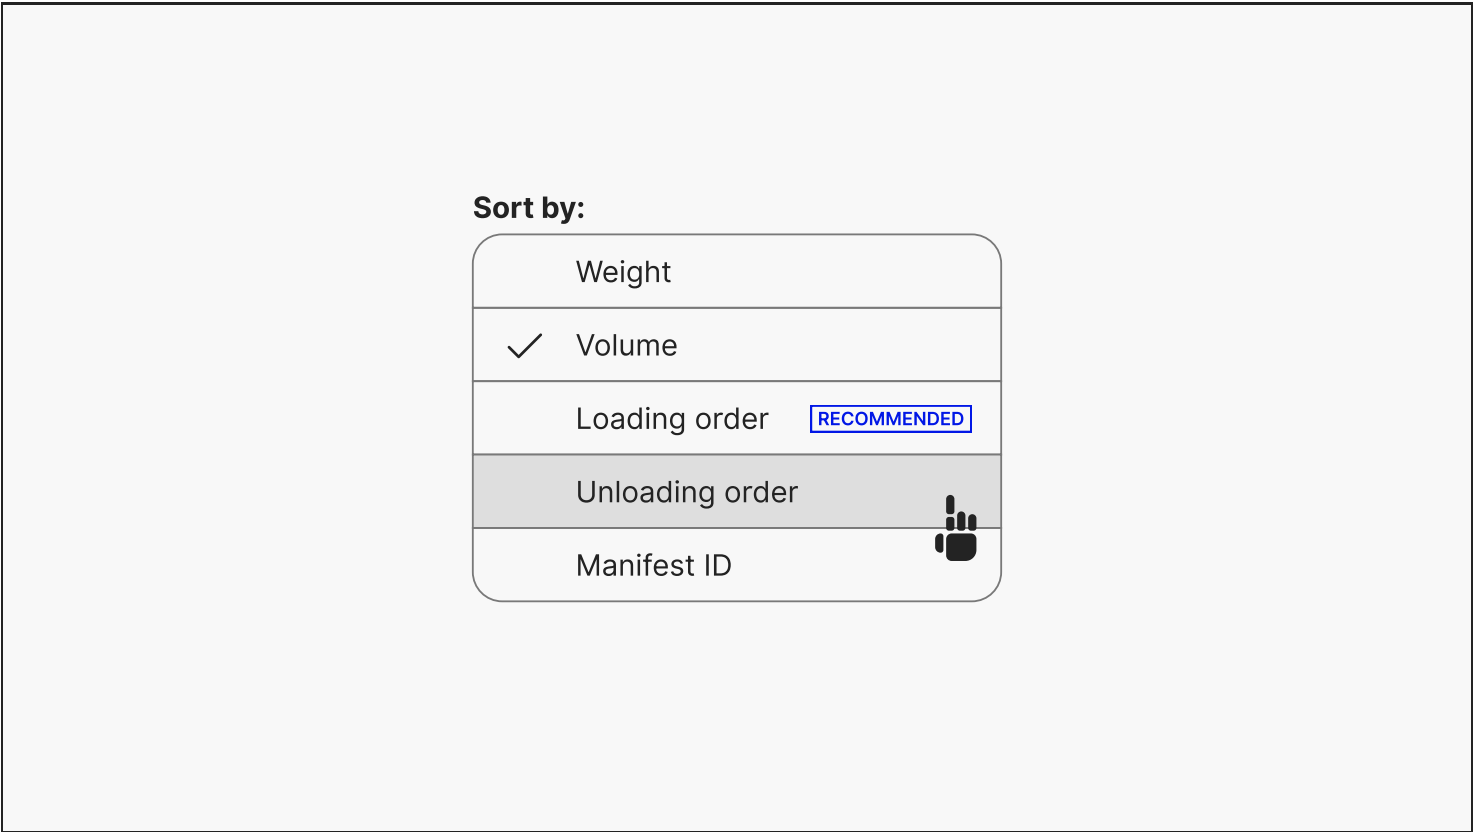 Sort by:
Weight
Volume
Loading order RECOMMENDED
Unloading order
Manifest ID